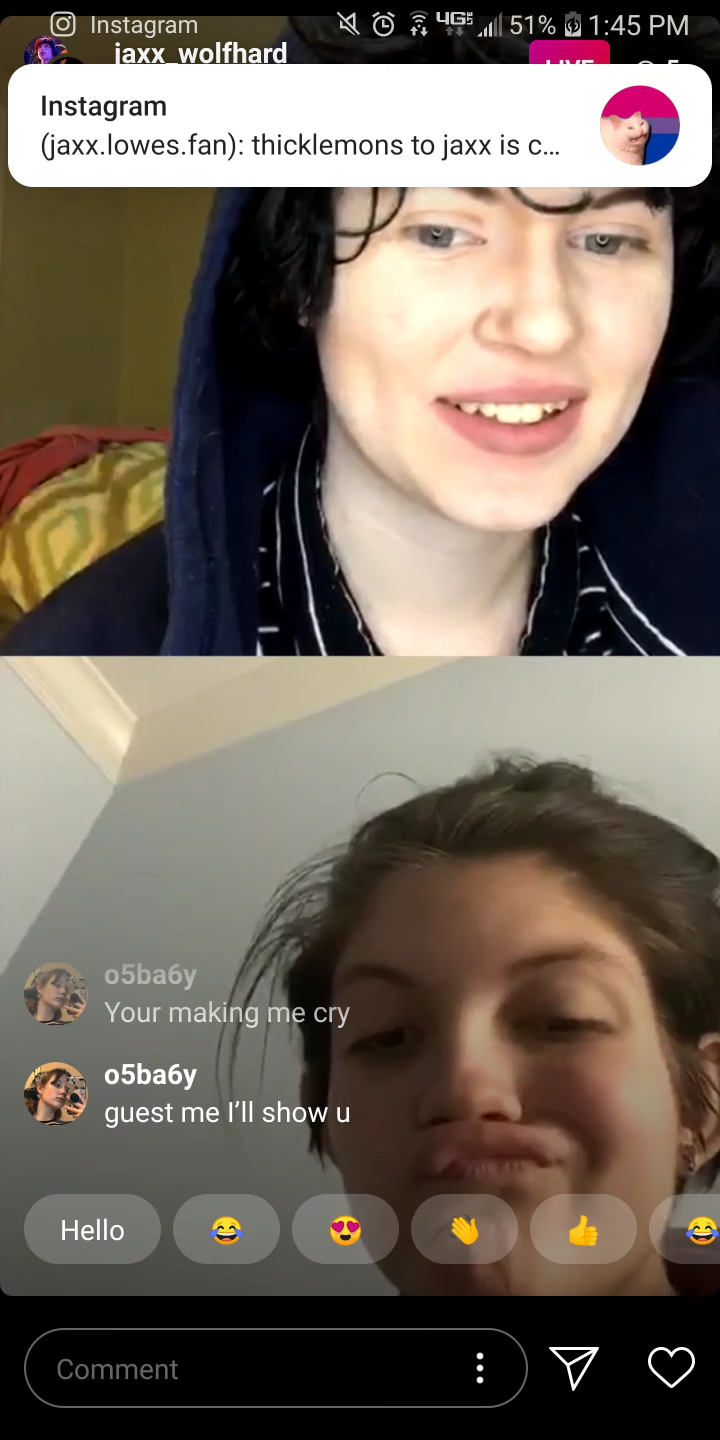 Instagram 4G 51% 1:45 PM
jaxx_wolfhard
LIVE
Instagram
(jaxx.lowes.fan): thicklemons to jaxx is c...
o5ba6y
Your making me cry
o5ba6y
guest me I'll show u
Hello
Comment